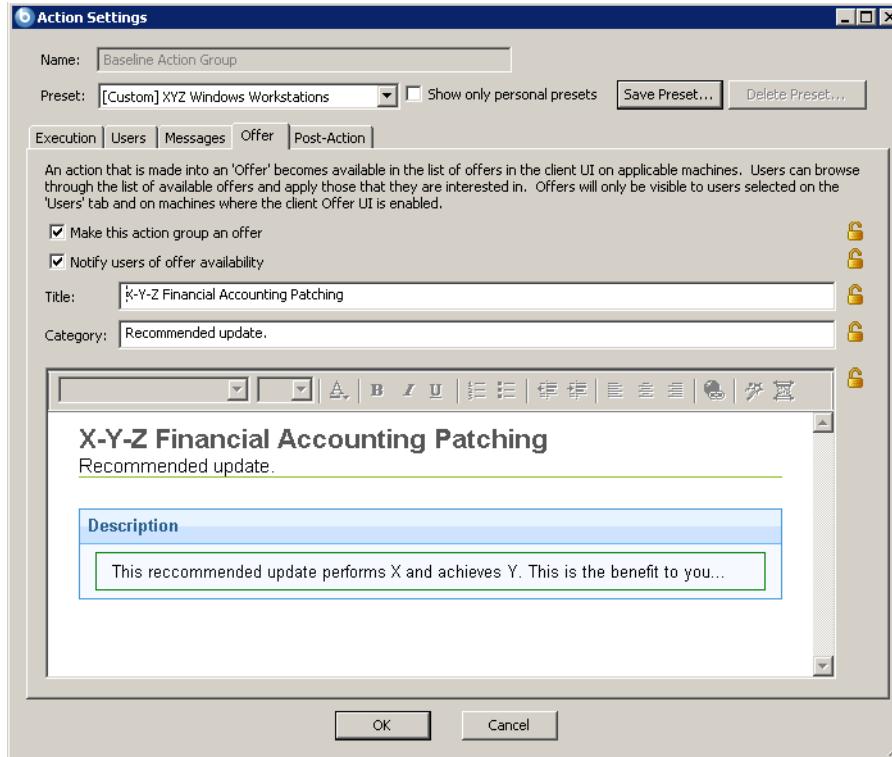 b Action Settings
Name: Baseline Action Group
Preset: [Custom] XYZ Windows Workstations Show only personal presets Save Preset... Delete Preset...
Execution Users Messages Offer Post-Action
An action that is made into an 'Offer' becomes available in the list of offers in the client UI on applicable machines. Users can browse
through the list of available offers and apply those that they are interested in. Offers will only be visible to users selected on the
'Users' tab and on machines where the client Offer UI is enabled.
Make this action group an offer
Notify users of offer availability
Title: X-Y-Z Financial Accounting Patching
Category: Recommended update.
A B I U
X-Y-Z Financial Accounting Patching
Recommended update.
Description
This reccommended update performs X and achieves Y. This is the benefit to you...
OK Cancel